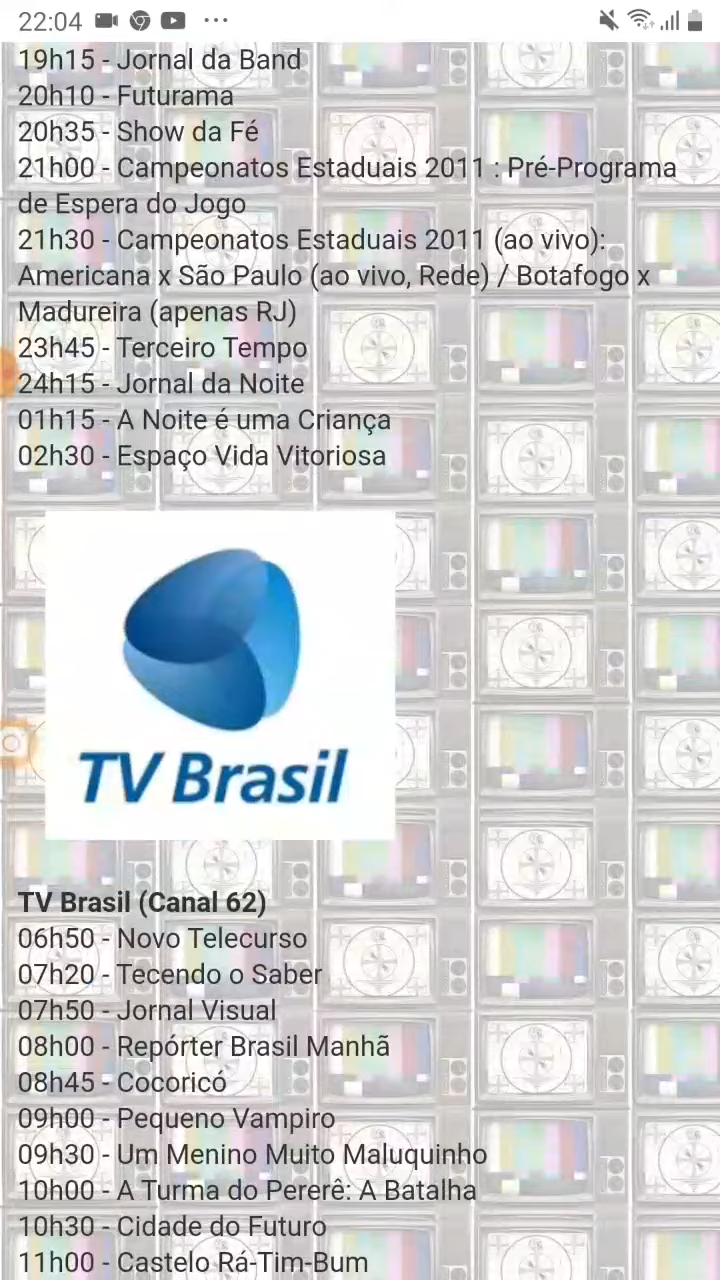 22:04
19h15 - Jornal da Band
20h10 - Futurama
20h35 - Show da Fé
21h00 - Campeonatos Estaduais 2011 : Pré-Programa
de Espera do Jogo
21h30 - Campeonatos Estaduais 2011 (ao vivo):
Americana x São Paulo (ao vivo, Rede) / Botafogo x
Madureira (apenas RJ)
23h45 - Terceiro Tempo
24h15 - Jornal da Noite
01h15 - A Noite é uma Criança
02h30 - Espaço Vida Vitoriosa
TV Brasil
TV Brasil (Canal 62)
06h50 - Novo Telecurso
07h20 - Tecendo o Saber
07h50 - Jornal Visual
08h00 - Repórter Brasil Manhã
08h45 - Cocoricó
09h00 - Pequeno Vampiro
09h30 - Um Menino Muito Maluquinho
10h00 - A Turma do Pererê: A Batalha
10h30 - Cidade do Futuro
11h00 - Castelo Rá-Tim-Bum